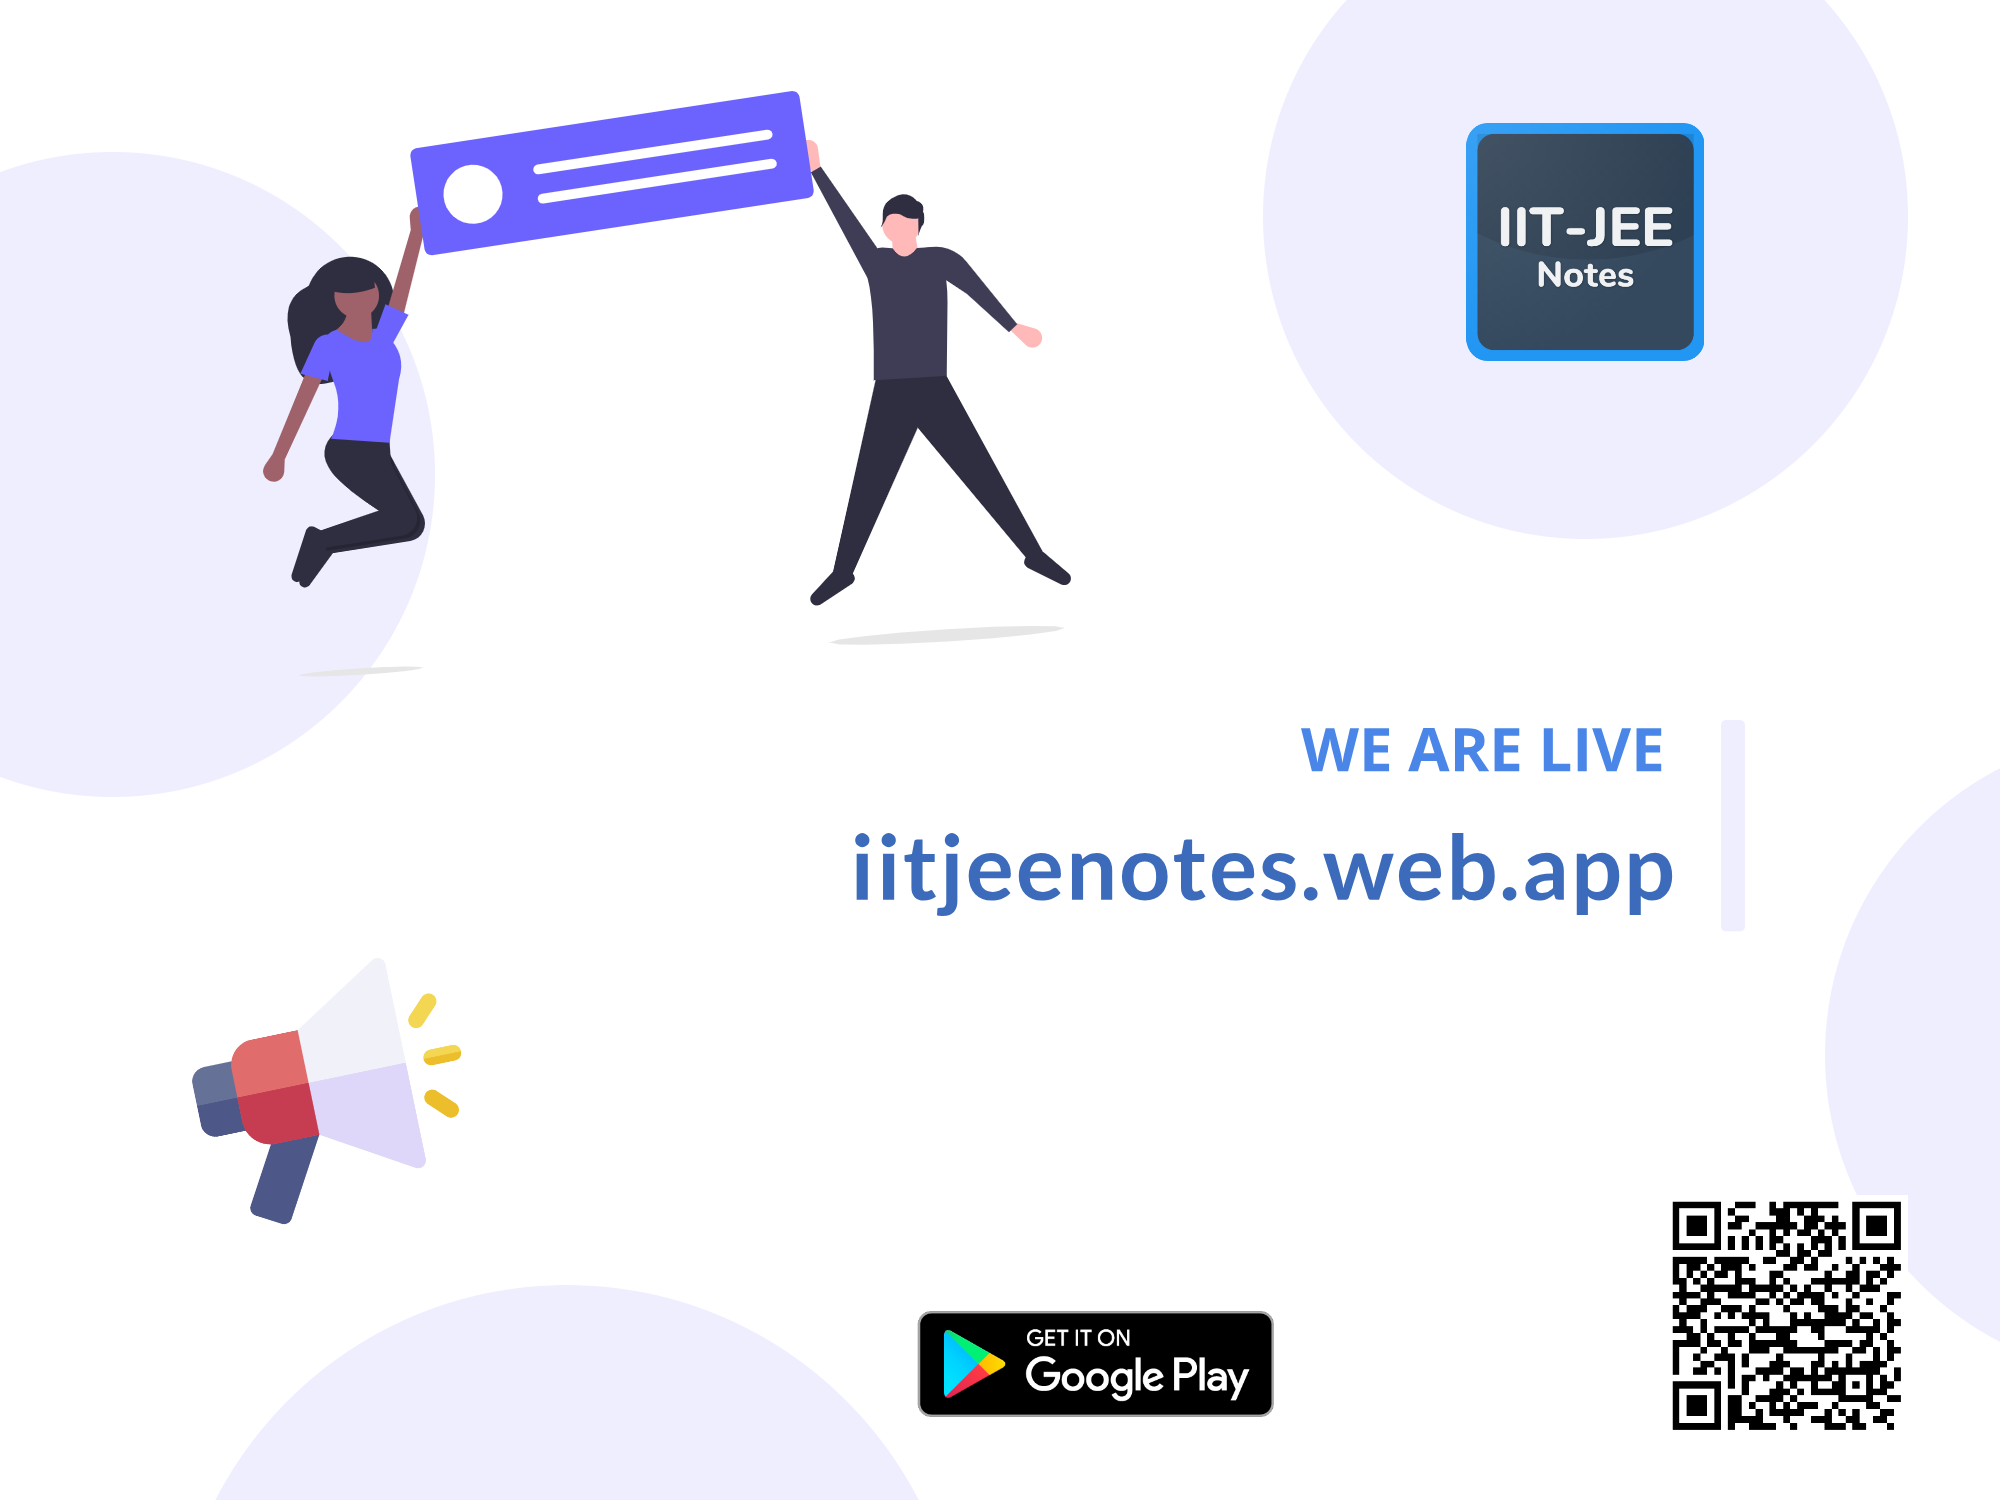 IIT-JEE
Notes
WE ARE LIVE
iitjeenotes.web.app
GET IT ON
Google Play